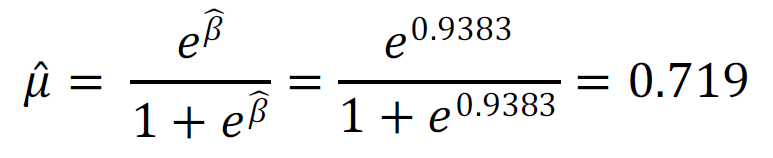 μ̂ = e^β̂ / (1 + e^β̂) = e^0.9383 / (1 + e^0.9383) = 0.719